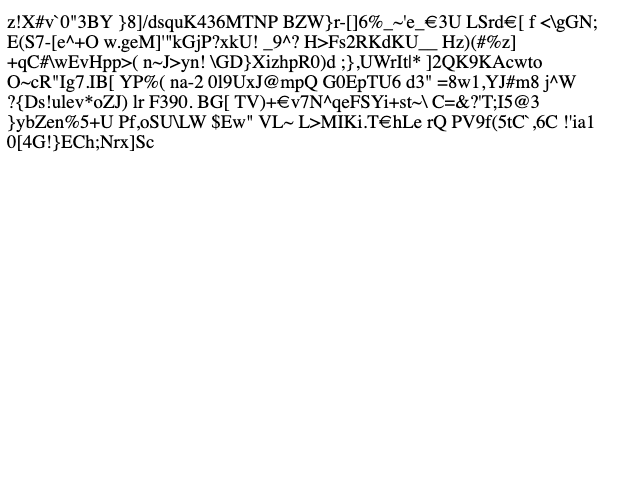 z!X#v`0"3BY }8]/dsquK436MTNP BZW}r-[]6%_~'e_€3U LSrd€[ f <\gGN;
E(S7-[e^+O w.geM]'"kGjP?xkU! _9^? H>Fs2RKdKU__ Hz)(#%z]
+qC#\wEvHpp>( n~J>yn! \GD}XizhpR0)d ;},UWrItl* ]2QK9KAcwto
O~cR"Ig7.IB[ YP%( na-2 0l9UxJ@mpQ G0EpTU6 d3" =8w1,YJ#m8 j^W
?{Ds!ulev*oZJ) lr F390. BG[ TV)+€v7N^qeFSYi+st~\ C=&?'T;I5@3
}ybZen%5+U Pf,oSU\LW $Ew" VL~ L>MIKi.T€hLe rQ PV9f(5tC`,6C !'ia1
0[4G!}ECh;Nrx]Sc